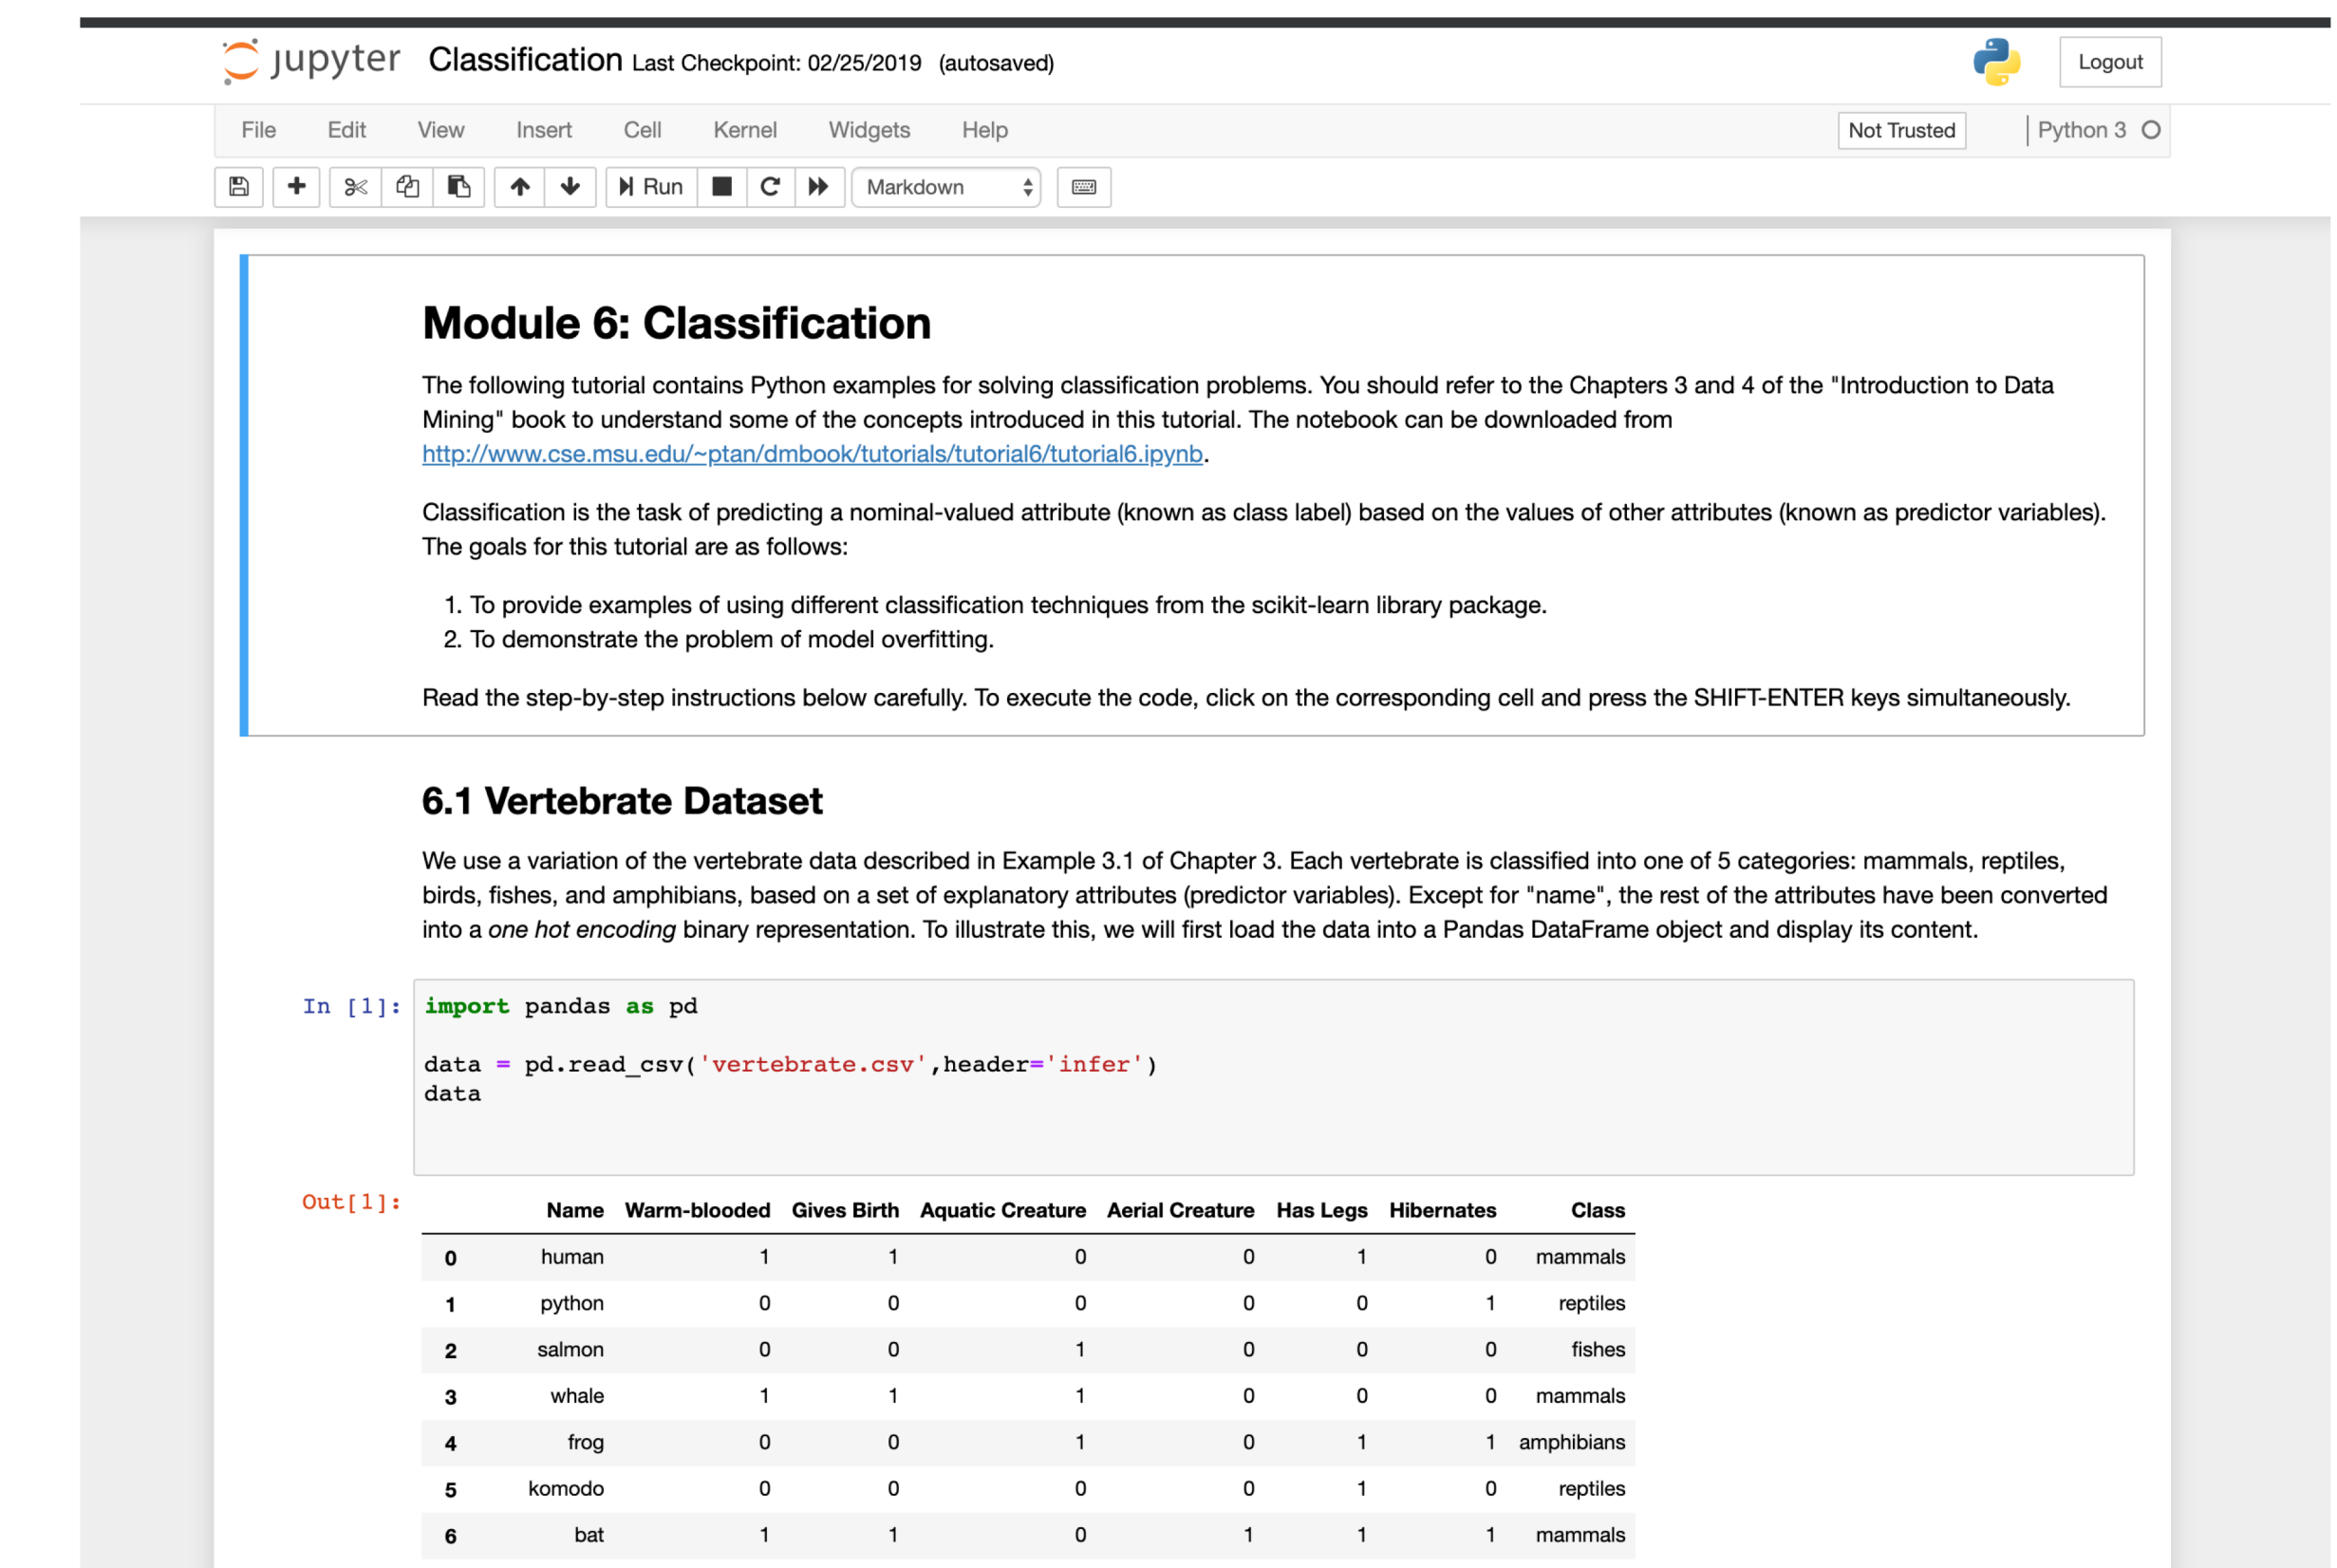 jupyter Classification Last Checkpoint: 02/25/2019 (autosaved) Logout
File Edit View Insert Cell Kernel Widgets Help Not Trusted Python 3
Run Markdown
Module 6: Classification
The following tutorial contains Python examples for solving classification problems. You should refer to the Chapters 3 and 4 of the "Introduction to Data
Mining" book to understand some of the concepts introduced in this tutorial. The notebook can be downloaded from
http://www.cse.msu.edu/~ptan/dmbook/tutorials/tutorial6/tutorial6.ipynb.
Classification is the task of predicting a nominal-valued attribute (known as class label) based on the values of other attributes (known as predictor variables).
The goals for this tutorial are as follows:
1. To provide examples of using different classification techniques from the scikit-learn library package.
2. To demonstrate the problem of model overfitting.
Read the step-by-step instructions below carefully. To execute the code, click on the corresponding cell and press the SHIFT-ENTER keys simultaneously.
6.1 Vertebrate Dataset
We use a variation of the vertebrate data described in Example 3.1 of Chapter 3. Each vertebrate is classified into one of 5 categories: mammals, reptiles,
birds, fishes, and amphibians, based on a set of explanatory attributes (predictor variables). Except for "name", the rest of the attributes have been converted
into a one hot encoding binary representation. To illustrate this, we will first load the data into a Pandas DataFrame object and display its content.
In [1]: import pandas as pd
data = pd.read_csv('vertebrate.csv',header='infer')
data
Out[1]:
Name Warm-blooded Gives Birth Aquatic Creature Aerial Creature Has Legs Hibernates Class
0 human 1 1 0 0 1 0 mammals
1 python 0 0 0 0 0 1 reptiles
2 salmon 0 0 1 0 0 0 fishes
3 whale 1 1 1 0 0 0 mammals
4 frog 0 0 1 0 1 1 amphibians
5 komodo 0 0 0 0 1 0 reptiles
6 bat 1 1 0 1 1 1 mammals